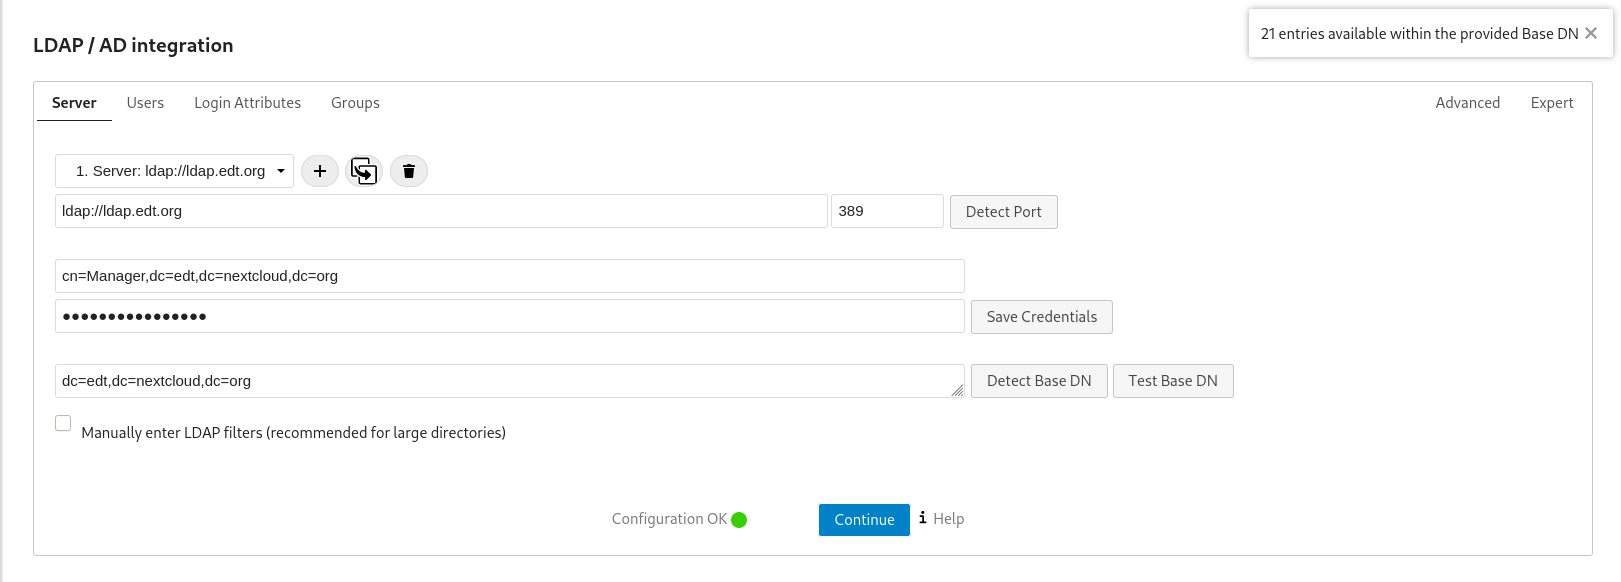 21 entries available within the provided Base DN
LDAP / AD integration
Server Users Login Attributes Groups Advanced Expert
1. Server: ldap://ldap.edt.org
ldap://ldap.edt.org 389 Detect Port
cn=Manager,dc=edt,dc=nextcloud,dc=org
Save Credentials
dc=edt,dc=nextcloud,dc=org Detect Base DN Test Base DN
Manually enter LDAP filters (recommended for large directories)
Configuration OK Continue i Help